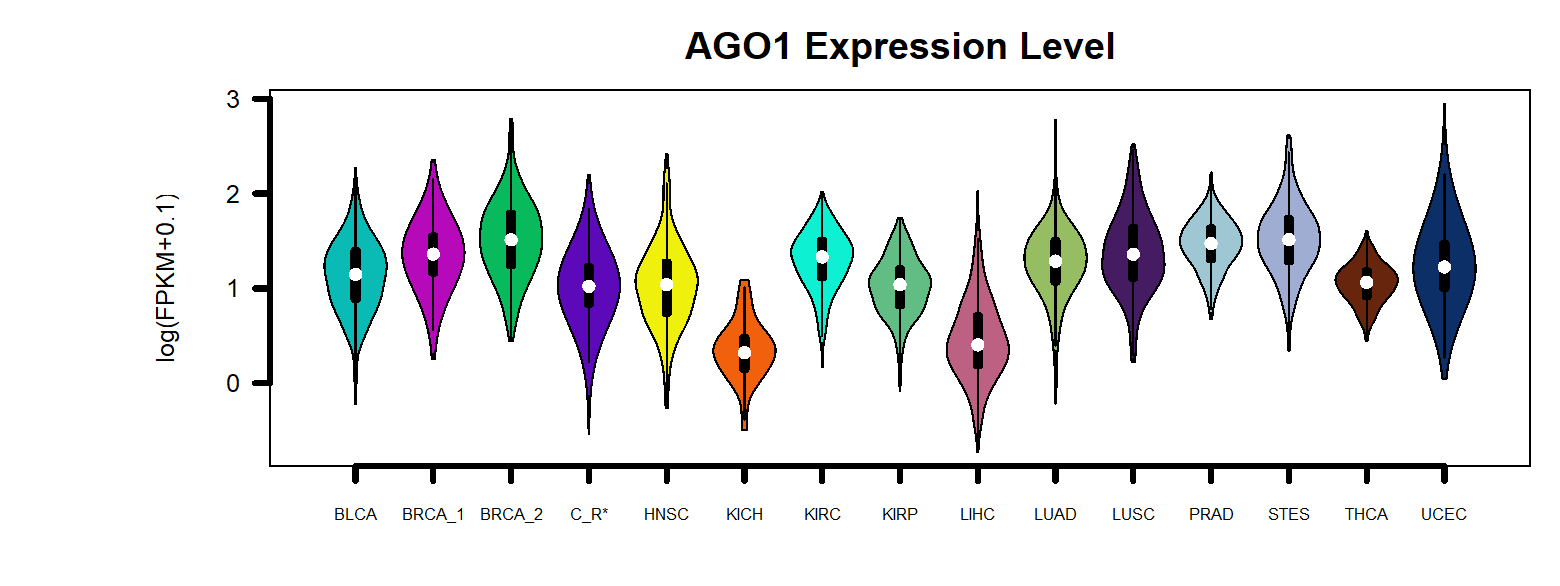 AGO1 Expression Level
log(FPKM+0.1)
3
2
1
0
BLCA BRCA_1 BRCA_2 C_R* HNSC KICH KIRC KIRP LIHC LUAD LUSC PRAD STES THCA UCEC